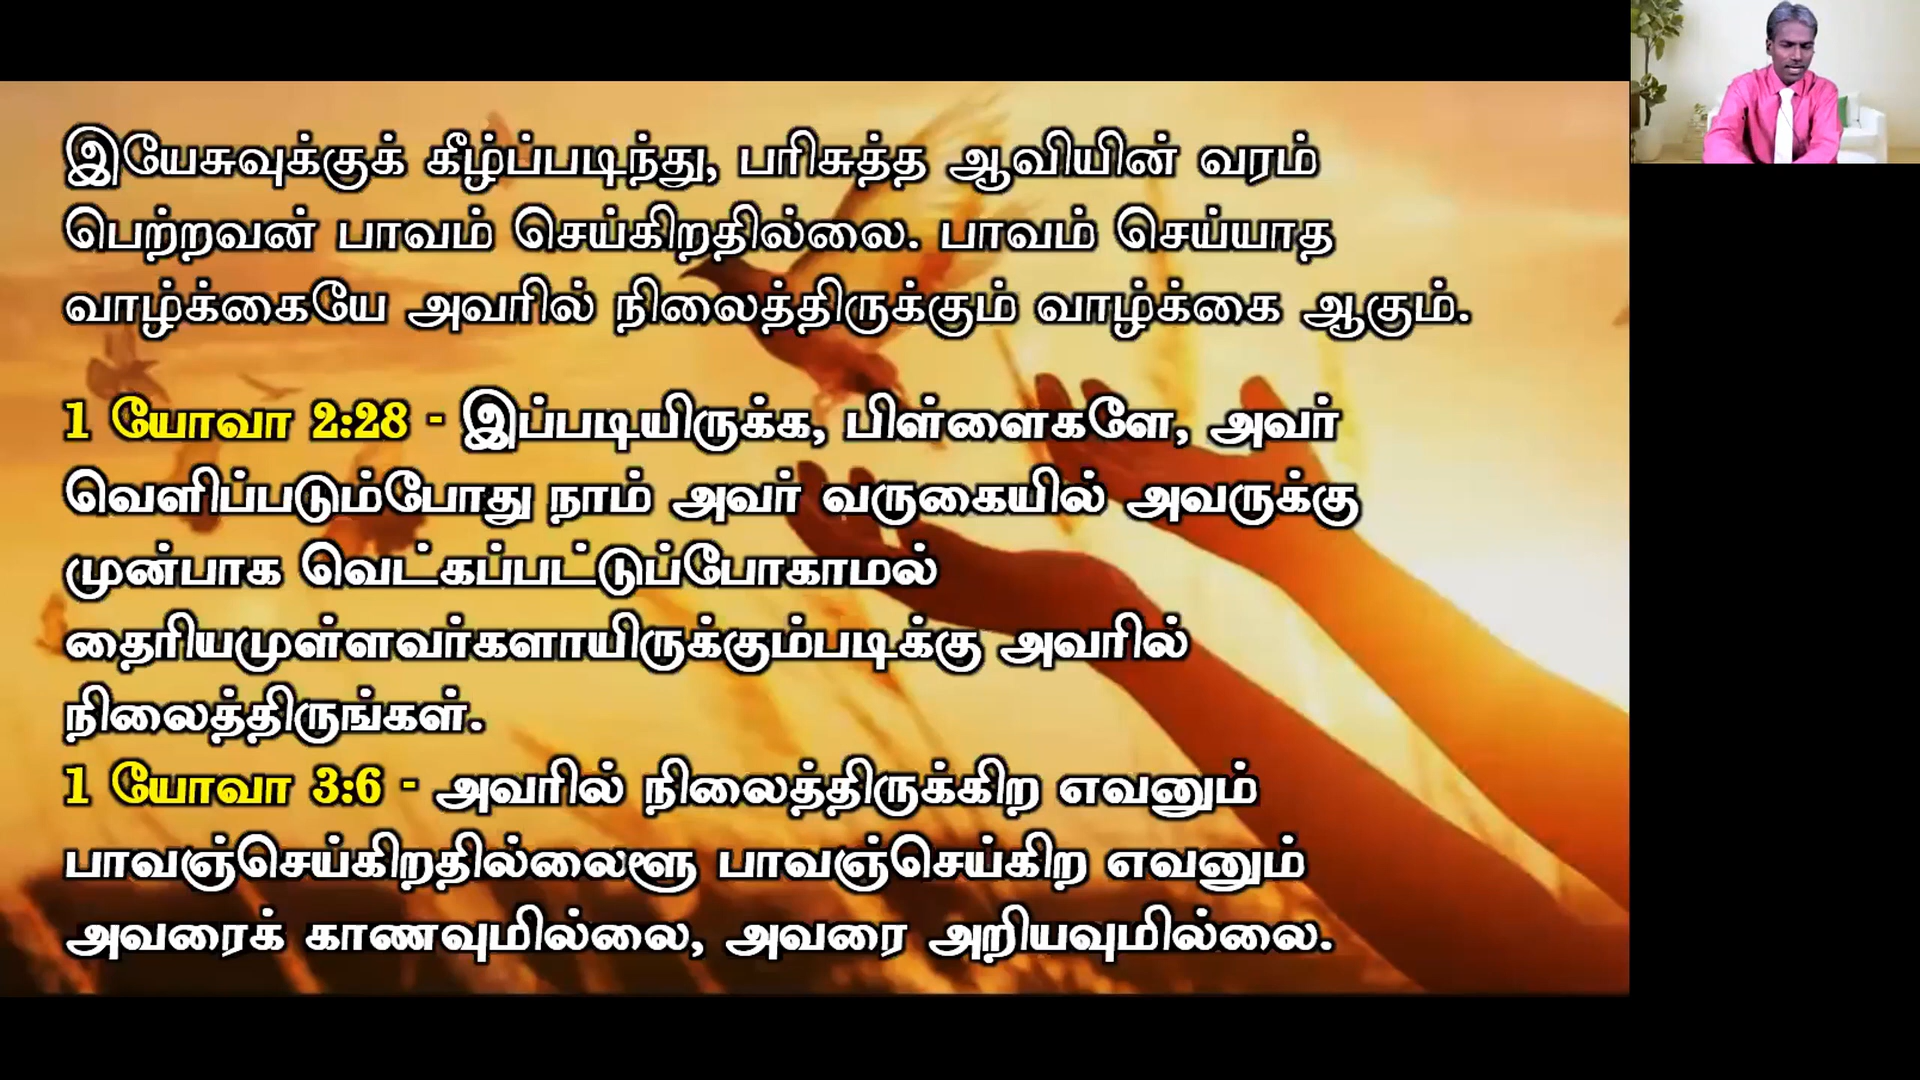 இயேசுவுக்குக் கீழ்ப்படிந்து, பரிசுத்த ஆவியின் வரம்
பெற்றவன் பாவம் செய்கிறதில்லை. பாவம் செய்யாத
வாழ்க்கையே அவரில் நிலைத்திருக்கும் வாழ்க்கை ஆகும்.
1 யோவா 2:28 - இப்படியிருக்க, பிள்ளைகளே, அவர்
வெளிப்படும்போது நாம் அவர் வருகையில் அவருக்கு
முன்பாக வெட்கப்பட்டுப்போகாமல்
தைரியமுள்ளவர்களாயிருக்கும்படிக்கு அவரில்
நிலைத்திருங்கள்.
1 யோவா 3:6 - அவரில் நிலைத்திருக்கிற எவனும்
பாவஞ்செய்கிறதில்லைளூ பாவஞ்செய்கிற எவனும்
அவரைக் காணவுமில்லை, அவரை அறியவுமில்லை.